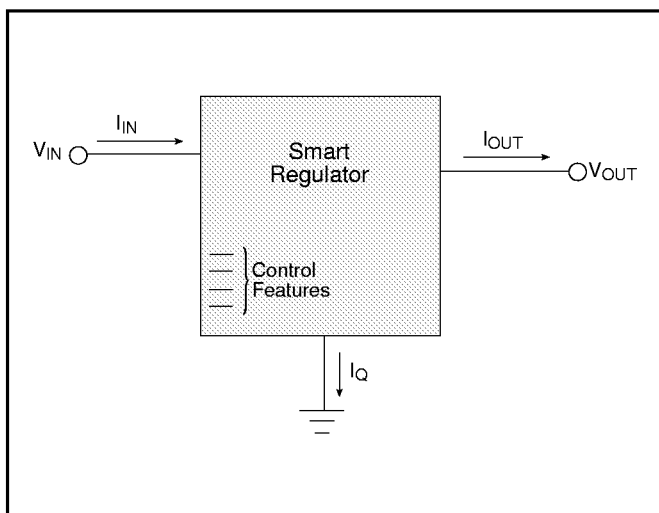 I_IN
V_IN
Smart
Regulator
I_OUT
V_OUT
Control
Features
I_Q